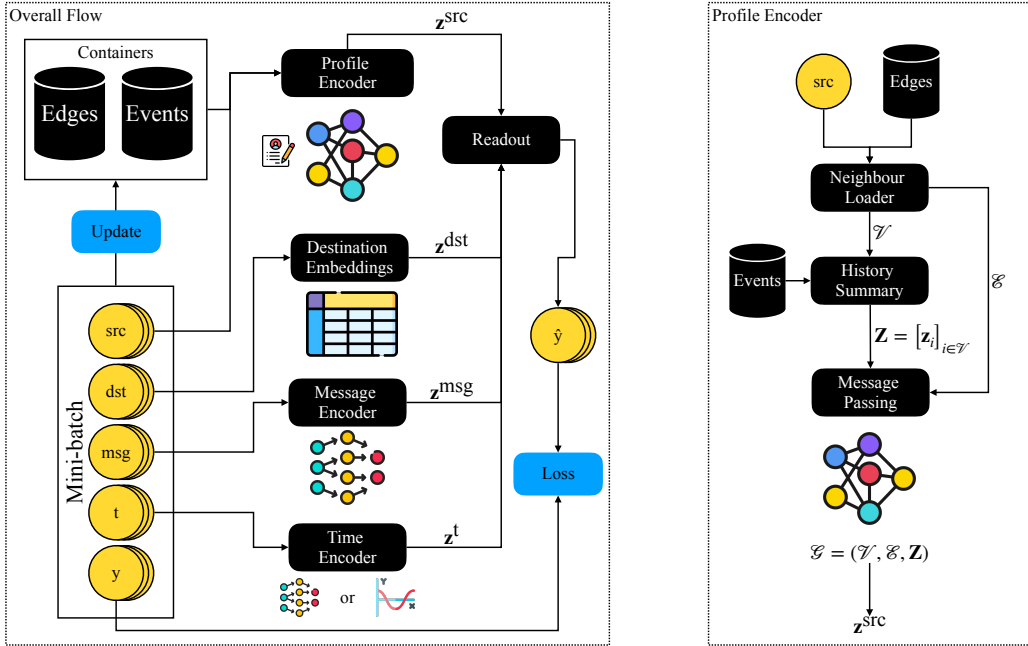 Overall Flow
Containers
Edges
Events
Update
Mini-batch
src
dst
msg
t
y
Profile
Encoder
z^src
Readout
Destination
Embeddings
z^dst
Message
Encoder
z^msg
Time
Encoder
z^t
or
Y
X
ŷ
Loss
Profile Encoder
src
Edges
Neighbour
Loader
𝒱
ℰ
Events
History
Summary
Z = [z_i]_{i∈𝒱}
Message
Passing
𝒢 = (𝒱, ℰ, Z)
z^src